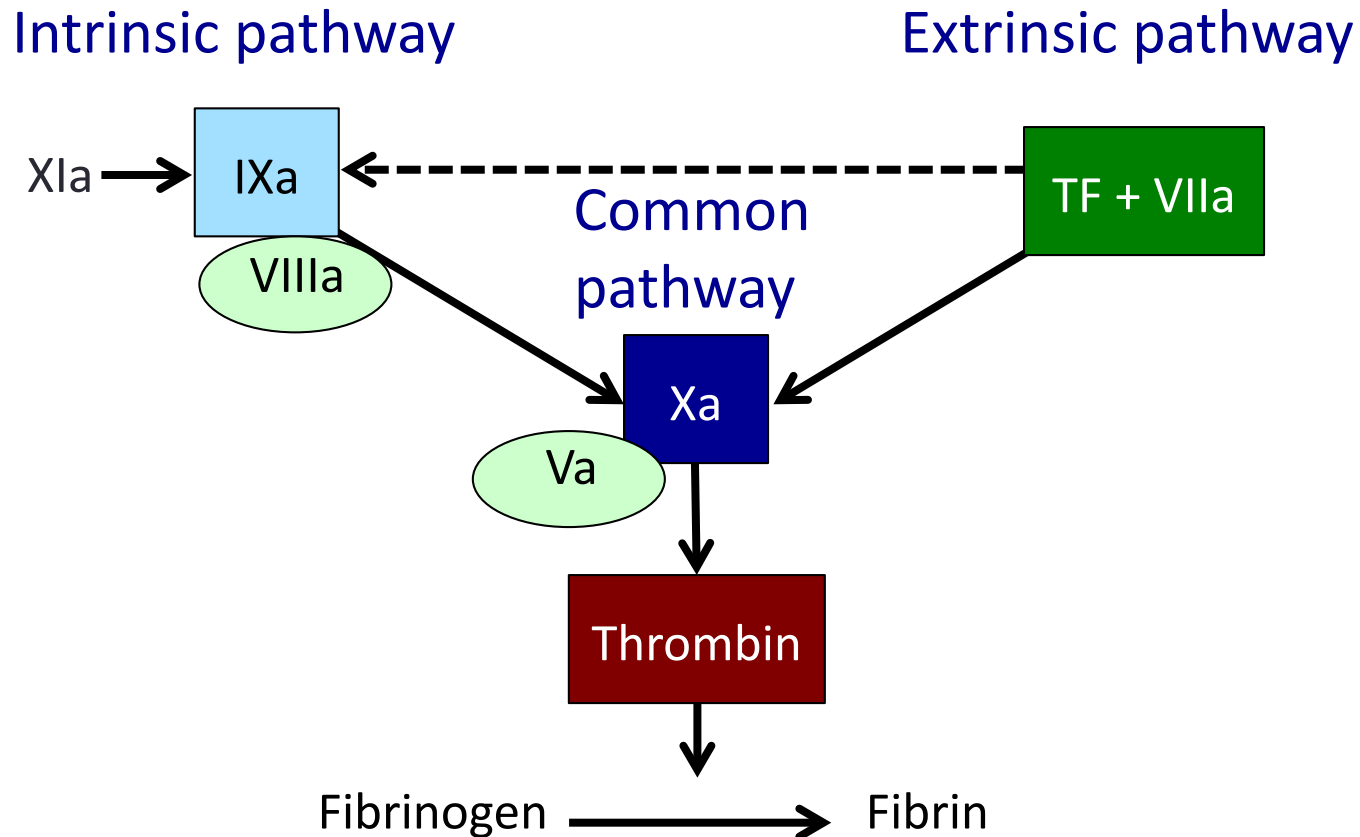 Intrinsic pathway
Extrinsic pathway
XIa
IXa
TF + VIIa
VIIIa
Common
pathway
Xa
Va
Thrombin
Fibrinogen
Fibrin